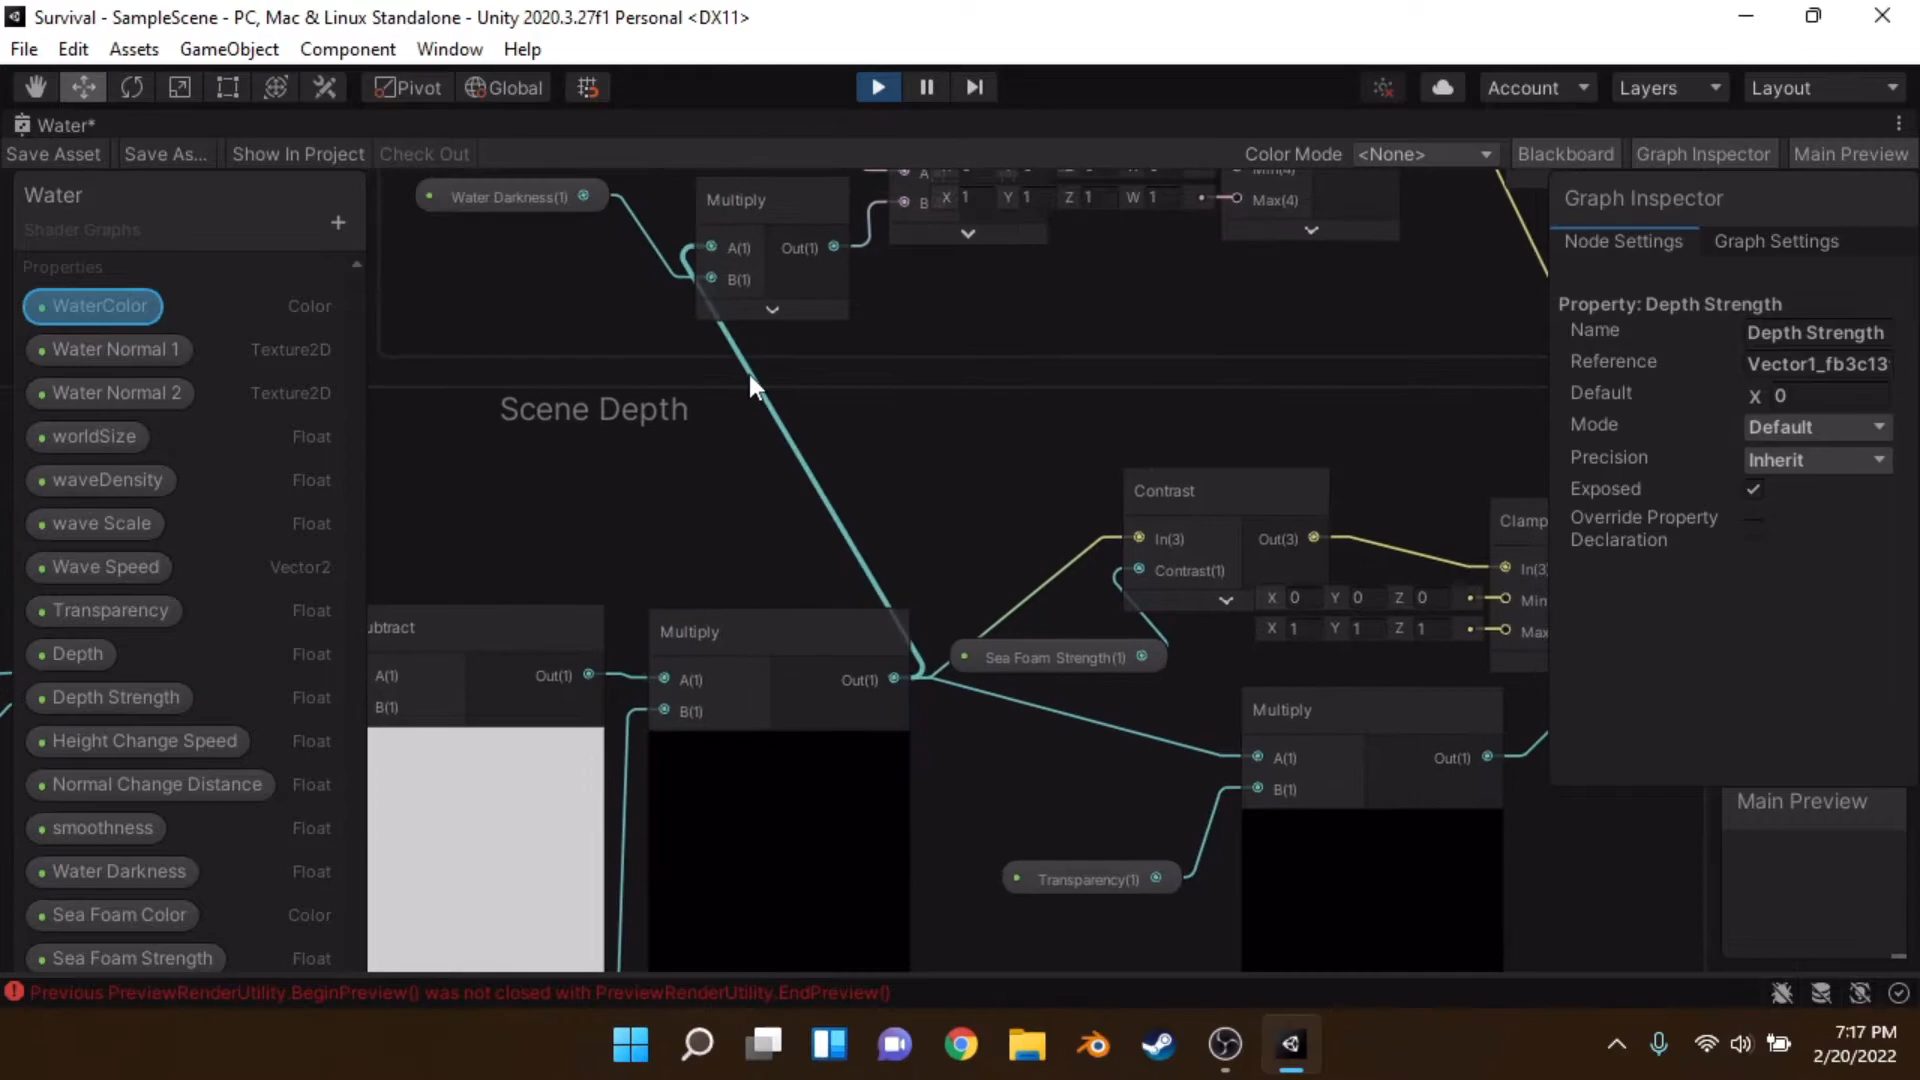 Survival - SampleScene - PC, Mac & Linux Standalone - Unity 2020.3.27f1 Personal <DX11>
File Edit Assets GameObject Component Window Help
Pivot Global Account Layers Layout
Water*
Save Asset Save As... Show In Project Check Out Color Mode <None> Blackboard Graph Inspector Main Preview
Water
Shader Graphs
Properties
WaterColor Color
Water Normal 1 Texture2D
Water Normal 2 Texture2D
worldSize Float
waveDensity Float
wave Scale Float
Wave Speed Vector2
Transparency Float
Depth Float
Depth Strength Float
Height Change Speed Float
Normal Change Distance Float
smoothness Float
Water Darkness Float
Sea Foam Color Color
Sea Foam Strength Float
Water Darkness(1)
Multiply
A(1) Out(1)
B(1)
A
B X 1 Y 1 Z 1 W 1
Min(4)
Max(4)
Scene Depth
Contrast
In(3) Out(3)
Contrast(1)
X 0 Y 0 Z 0
X 1 Y 1 Z 1
Clamp
In(3)
Min
Max
Sea Foam Strength(1)
ubtract
A(1) Out(1)
B(1)
Multiply
A(1) Out(1)
B(1)
Multiply
A(1) Out(1)
B(1)
Transparency(1)
Graph Inspector
Node Settings Graph Settings
Property: Depth Strength
Name Depth Strength
Reference Vector1_fb3c13
Default X 0
Mode Default
Precision Inherit
Exposed
Override Property
Declaration
Main Preview
Previous PreviewRenderUtility.BeginPreview() was not closed with PreviewRenderUtility.EndPreview()
7:17 PM
2/20/2022